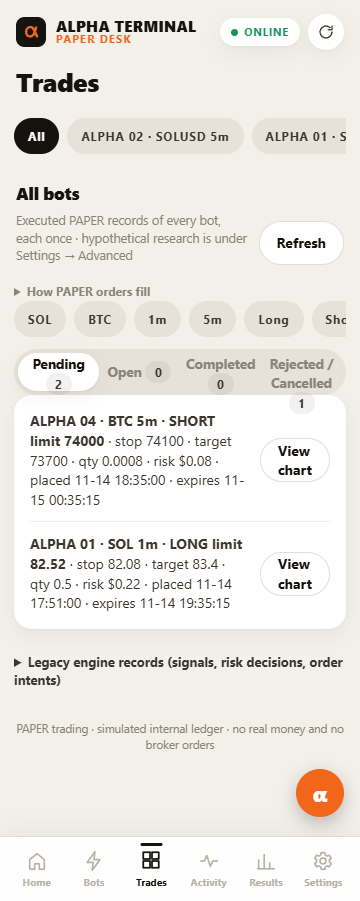 α ALPHA TERMINAL
PAPER DESK
ONLINE
Trades
All
ALPHA 02 · SOLUSD 5m
ALPHA 01 · S
All bots
Executed PAPER records of every bot,
each once · hypothetical research is under
Settings → Advanced
Refresh
▶ How PAPER orders fill
SOL
BTC
1m
5m
Long
Sho
Pending
2
Open 0
Completed
0
Rejected /
Cancelled
1
ALPHA 04 · BTC 5m · SHORT
limit 74000 · stop 74100 · target
73700 · qty 0.0008 · risk $0.08 ·
placed 11-14 18:35:00 · expires 11-
15 00:35:15
View
chart
ALPHA 01 · SOL 1m · LONG limit
82.52 · stop 82.08 · target 83.4 ·
qty 0.5 · risk $0.22 · placed 11-14
17:51:00 · expires 11-14 19:35:15
View
chart
▶ Legacy engine records (signals, risk decisions, order
intents)
PAPER trading · simulated internal ledger · no real money and no
broker orders
α
Home
Bots
Trades
Activity
Results
Settings